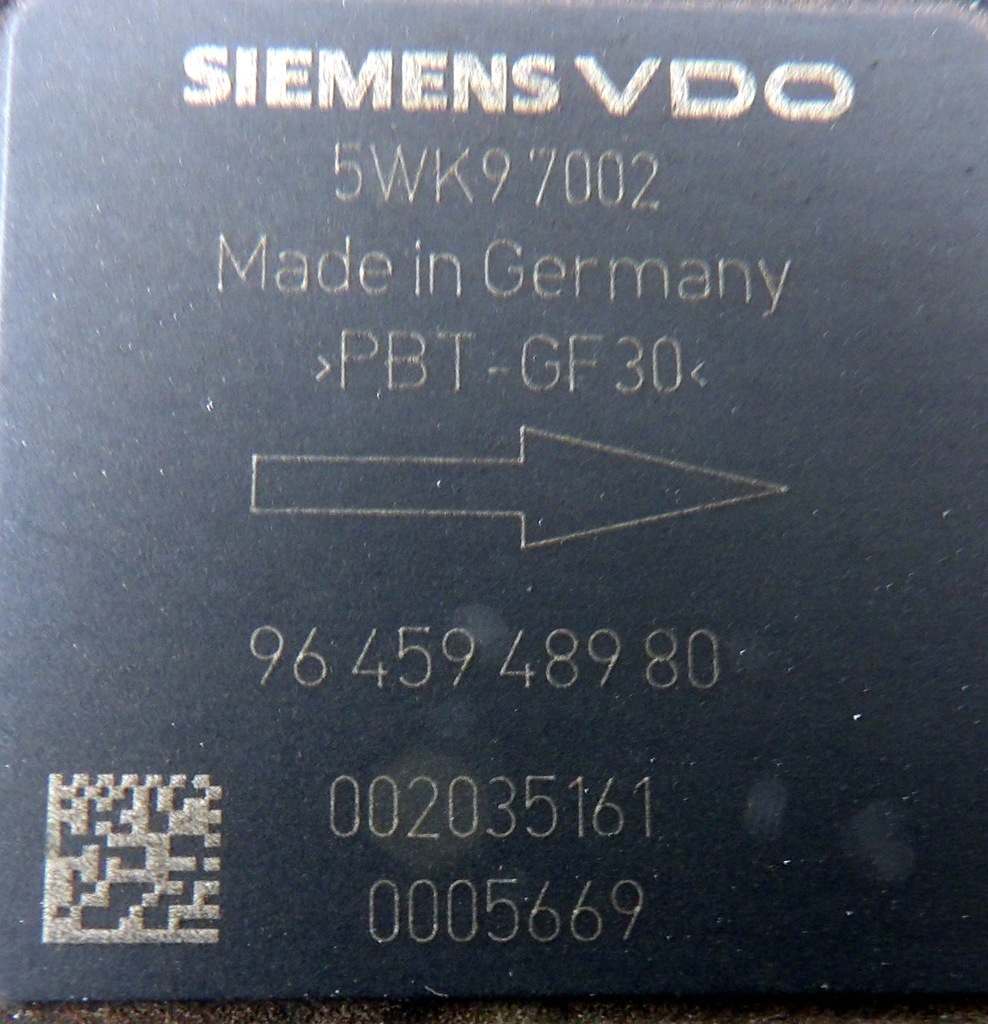 SIEMENS VDO
5WK9 7002
Made in Germany
>PBT-GF30<
96 459 489 80
002035161
0005669